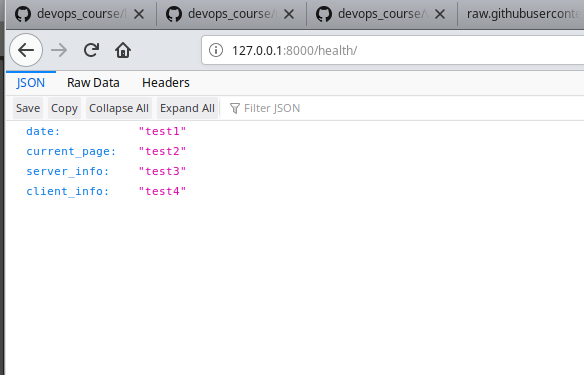 devops_course/ devops_course/ devops_course/ raw.githubuserconte
127.0.0.1:8000/health/
JSON Raw Data Headers
Save Copy Collapse All Expand All Filter JSON
date: "test1"
current_page: "test2"
server_info: "test3"
client_info: "test4"